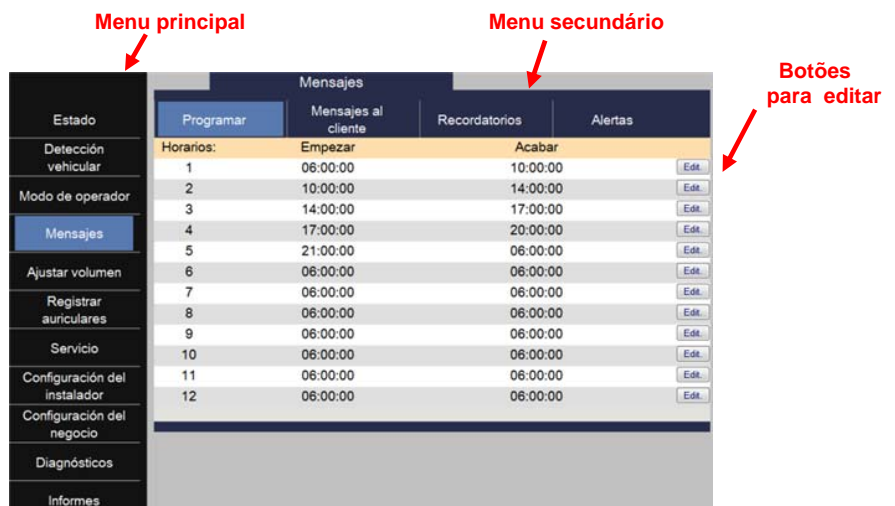 Menu principal
Menu secundário
Botões
para editar
Mensajes
Estado
Detección
vehicular
Modo de operador
Mensajes
Ajustar volumen
Registrar
auriculares
Servicio
Configuración del
instalador
Configuración del
negocio
Diagnósticos
Informes
Programar
Mensajes al
cliente
Recordatorios
Alertas
Horarios: Empezar Acabar
1 06:00:00 10:00:00 Edit.
2 10:00:00 14:00:00 Edit.
3 14:00:00 17:00:00 Edit.
4 17:00:00 20:00:00 Edit.
5 21:00:00 06:00:00 Edit.
6 06:00:00 06:00:00 Edit.
7 06:00:00 06:00:00 Edit.
8 06:00:00 06:00:00 Edit.
9 06:00:00 06:00:00 Edit.
10 06:00:00 06:00:00 Edit.
11 06:00:00 06:00:00 Edit.
12 06:00:00 06:00:00 Edit.